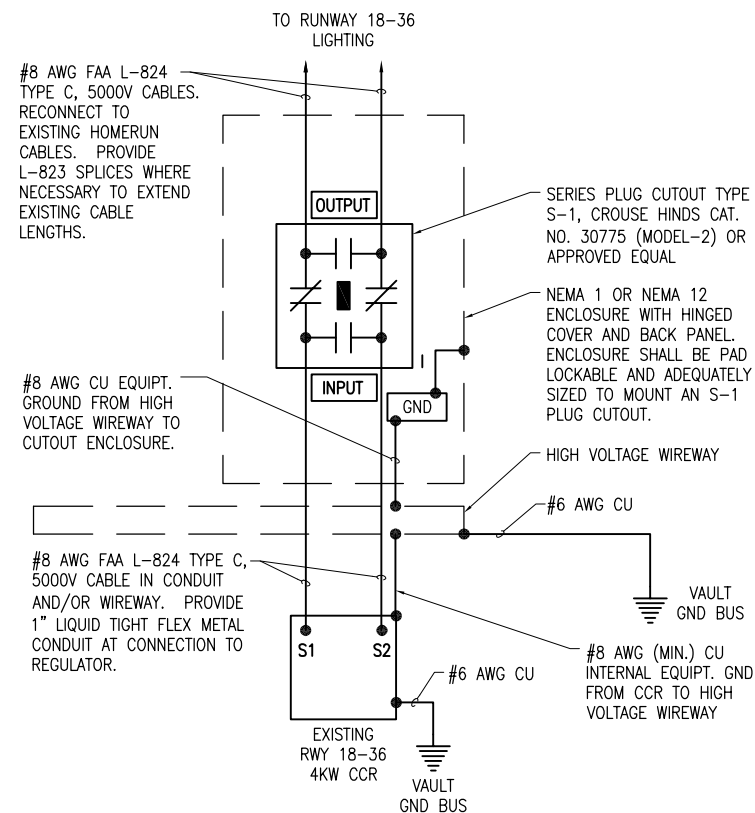 TO RUNWAY 18-36
LIGHTING
#8 AWG FAA L-824
TYPE C, 5000V CABLES.
RECONNECT TO
EXISTING HOMERUN
CABLES. PROVIDE
L-823 SPLICES WHERE
NECESSARY TO EXTEND
EXISTING CABLE
LENGTHS.
OUTPUT
SERIES PLUG CUTOUT TYPE
S-1, CROUSE HINDS CAT.
NO. 30775 (MODEL-2) OR
APPROVED EQUAL
NEMA 1 OR NEMA 12
ENCLOSURE WITH HINGED
COVER AND BACK PANEL.
ENCLOSURE SHALL BE PAD
LOCKABLE AND ADEQUATELY
SIZED TO MOUNT AN S-1
PLUG CUTOUT.
INPUT
GND
#8 AWG CU EQUIPT.
GROUND FROM HIGH
VOLTAGE WIREWAY TO
CUTOUT ENCLOSURE.
HIGH VOLTAGE WIREWAY
#6 AWG CU
#8 AWG FAA L-824 TYPE C,
5000V CABLE IN CONDUIT
AND/OR WIREWAY. PROVIDE
1" LIQUID TIGHT FLEX METAL
CONDUIT AT CONNECTION TO
REGULATOR.
VAULT
GND BUS
S1 S2
#8 AWG (MIN.) CU
INTERNAL EQUIPT. GND
FROM CCR TO HIGH
VOLTAGE WIREWAY
#6 AWG CU
EXISTING
RWY 18-36
4KW CCR
VAULT
GND BUS